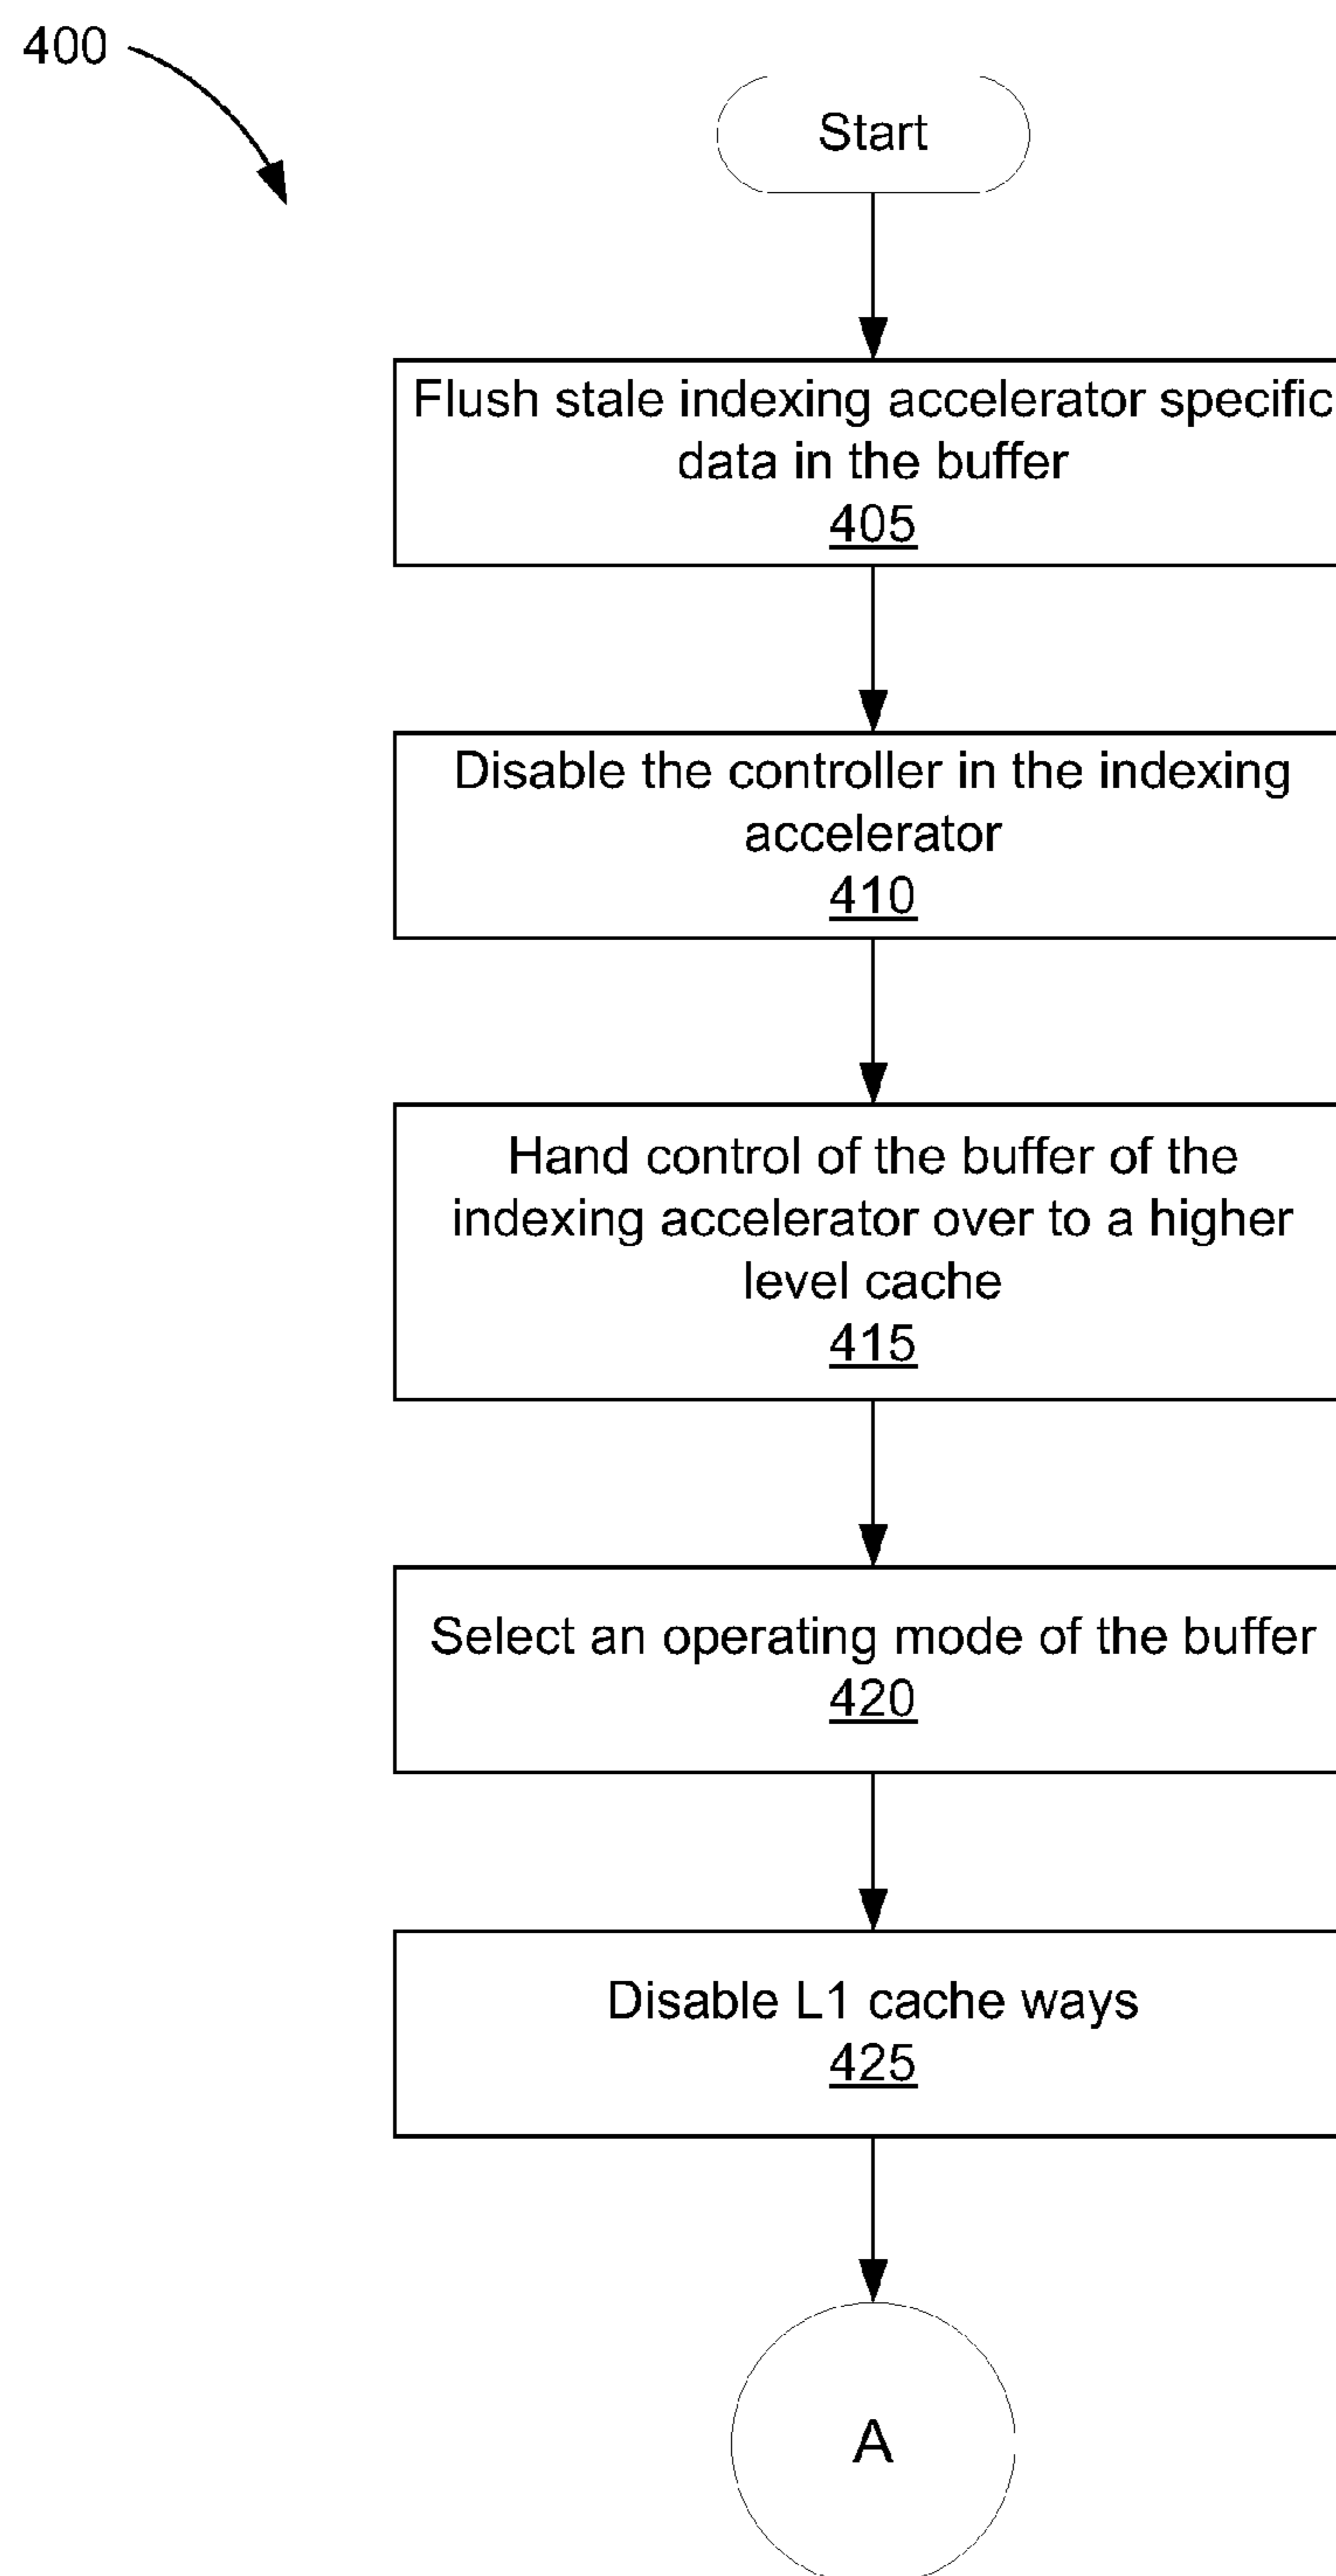 400
Start
Flush stale indexing accelerator specific
data in the buffer
405
Disable the controller in the indexing
accelerator
410
Hand control of the buffer of the
indexing accelerator over to a higher
level cache
415
Select an operating mode of the buffer
420
Disable L1 cache ways
425
A